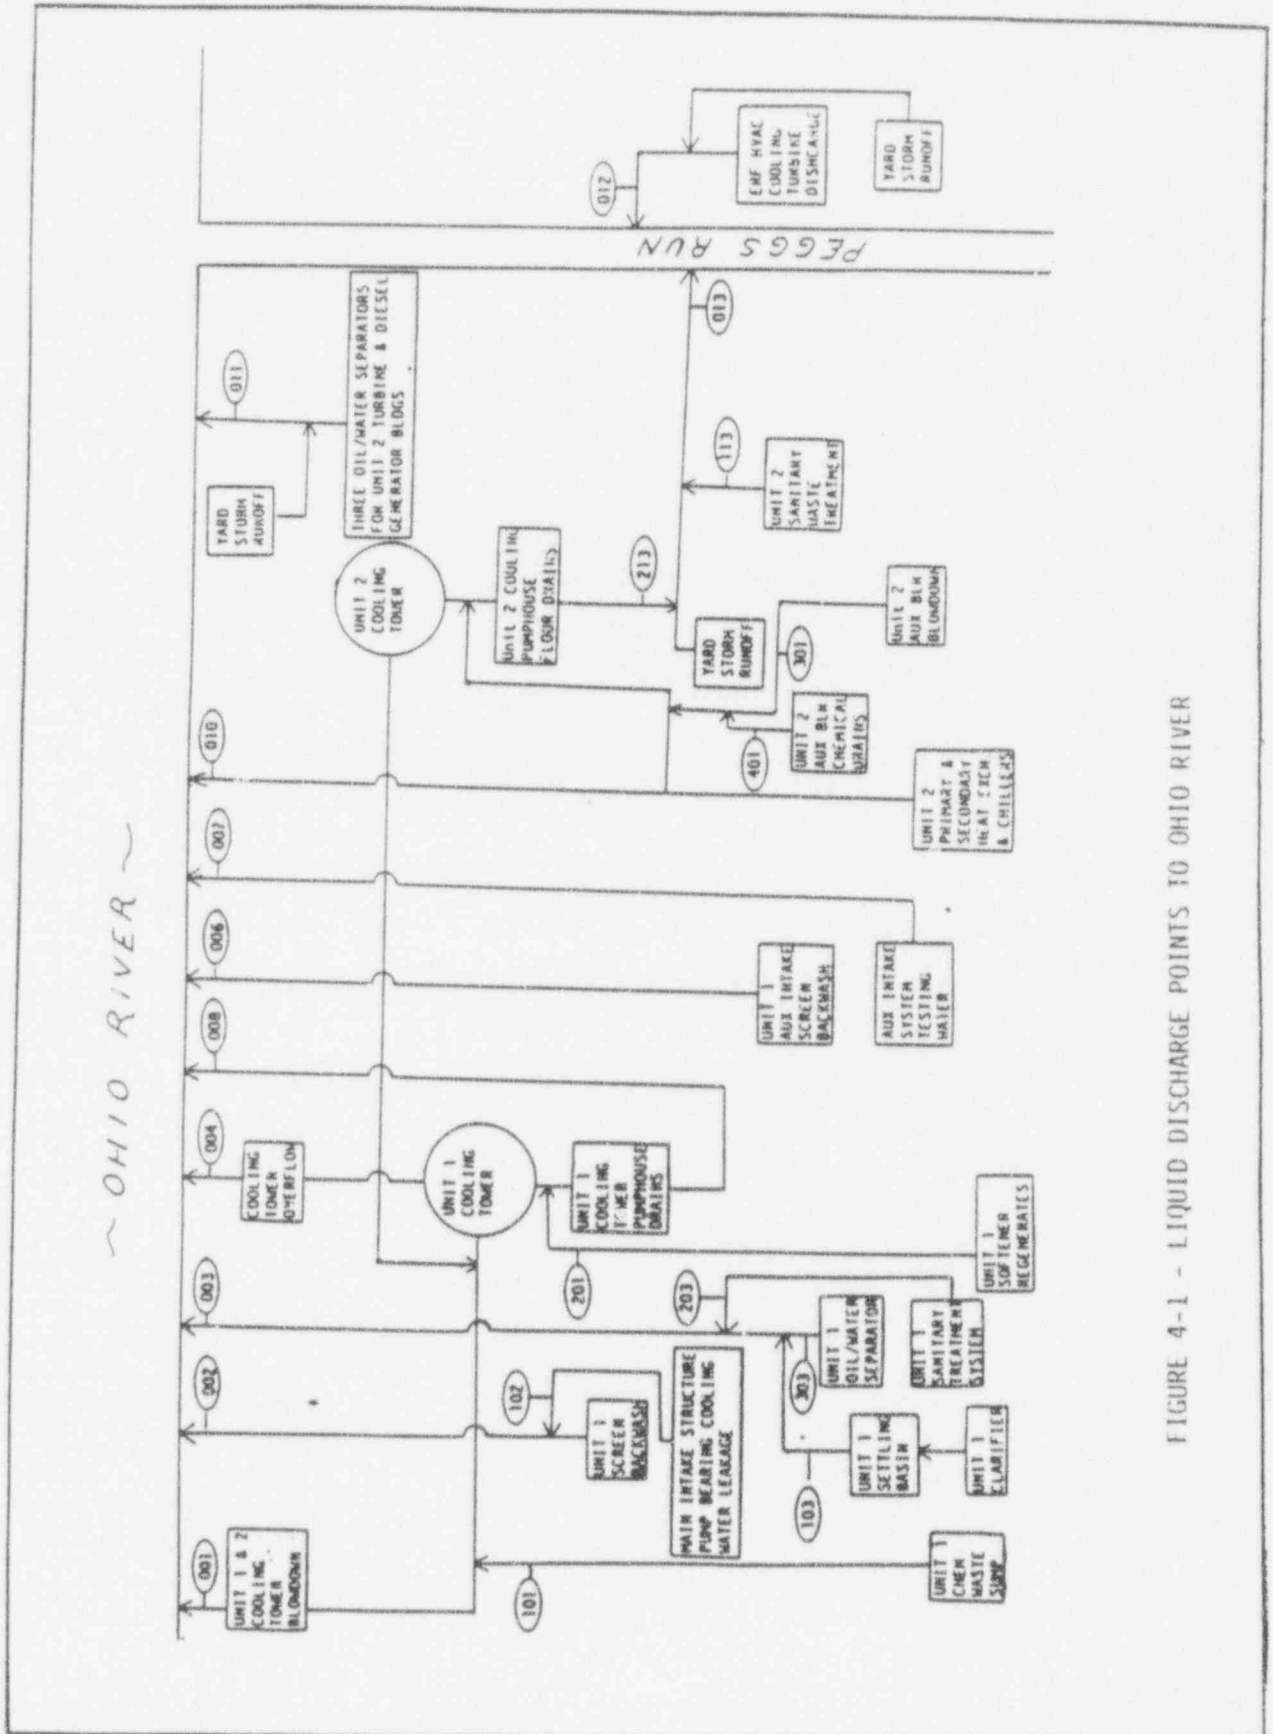 ~ OHIO RIVER ~
001
UNIT 1 & 2
COOLING
TOWER
BLOWDOWN
002
003
004
COOLING
TOWER
OVERFLOW
008
006
007
010
011
YARD
STORM
RUNOFF
THREE OIL/WATER SEPARATORS
FOR UNIT 2 TURBINE & DIESEL
GENERATOR BLDGS
UNIT 2
COOLING
TOWER
UNIT 1
COOLING
TOWER
Unit 2 COOLING
PUMPHOUSE
FLOOR DRAINS
213
102
UNIT 1
SCREEN
BACKWASH
MAIN INTAKE STRUCTURE
PUMP BEARING COOLING
WATER LEAKAGE
101
UNIT 1
CHEM
WASTE
SUMP
201
UNIT 1
COOLING
TOWER
PUMPHOUSE
DRAINS
203
303
UNIT 1
OIL/WATER
SEPARATOR
103
UNIT 1
SETTLING
BASIN
UNIT 1
CLARIFIER
UNIT 1
SANITARY
TREATMENT
SYSTEM
UNIT 1
SOFTENER
REGENERATES
UNIT 1
AUX INTAKE
SCREEN
BACKWASH
AUX INTAKE
SYSTEM
TESTING
WATER
UNIT 2
PRIMARY &
SECONDARY
HEAT EXCH
& CHILLERS
401
UNIT 2
AUX BLR
CHEMICAL
DRAINS
301
Unit 2
AUX BLR
BLOWDOWN
YARD
STORM
RUNOFF
113
UNIT 2
SANITARY
WASTE
TREATMENT
013
PEGGS RUN
012
ERF HVAC
COOLING
TURBINE
DISHCARGE
YARD
STORM
RUNOFF
FIGURE 4-1 - LIQUID DISCHARGE POINTS TO OHIO RIVER